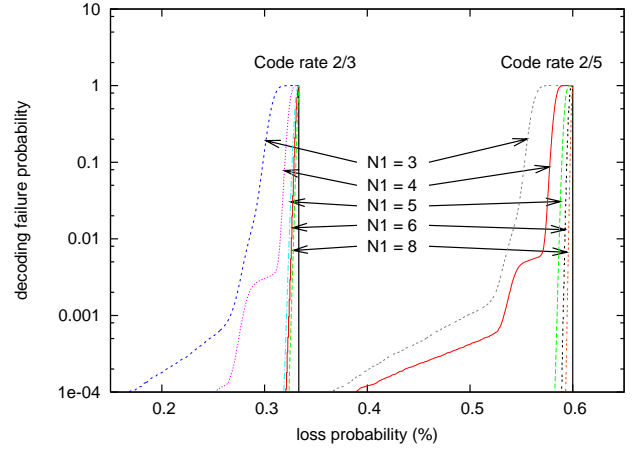 10
Code rate 2/3
Code rate 2/5
1
0.1
N1 = 3
N1 = 4
N1 = 5
N1 = 6
N1 = 8
0.01
0.001
1e-04
decoding failure probability
0.2
0.3
0.4
0.5
0.6
loss probability (%)